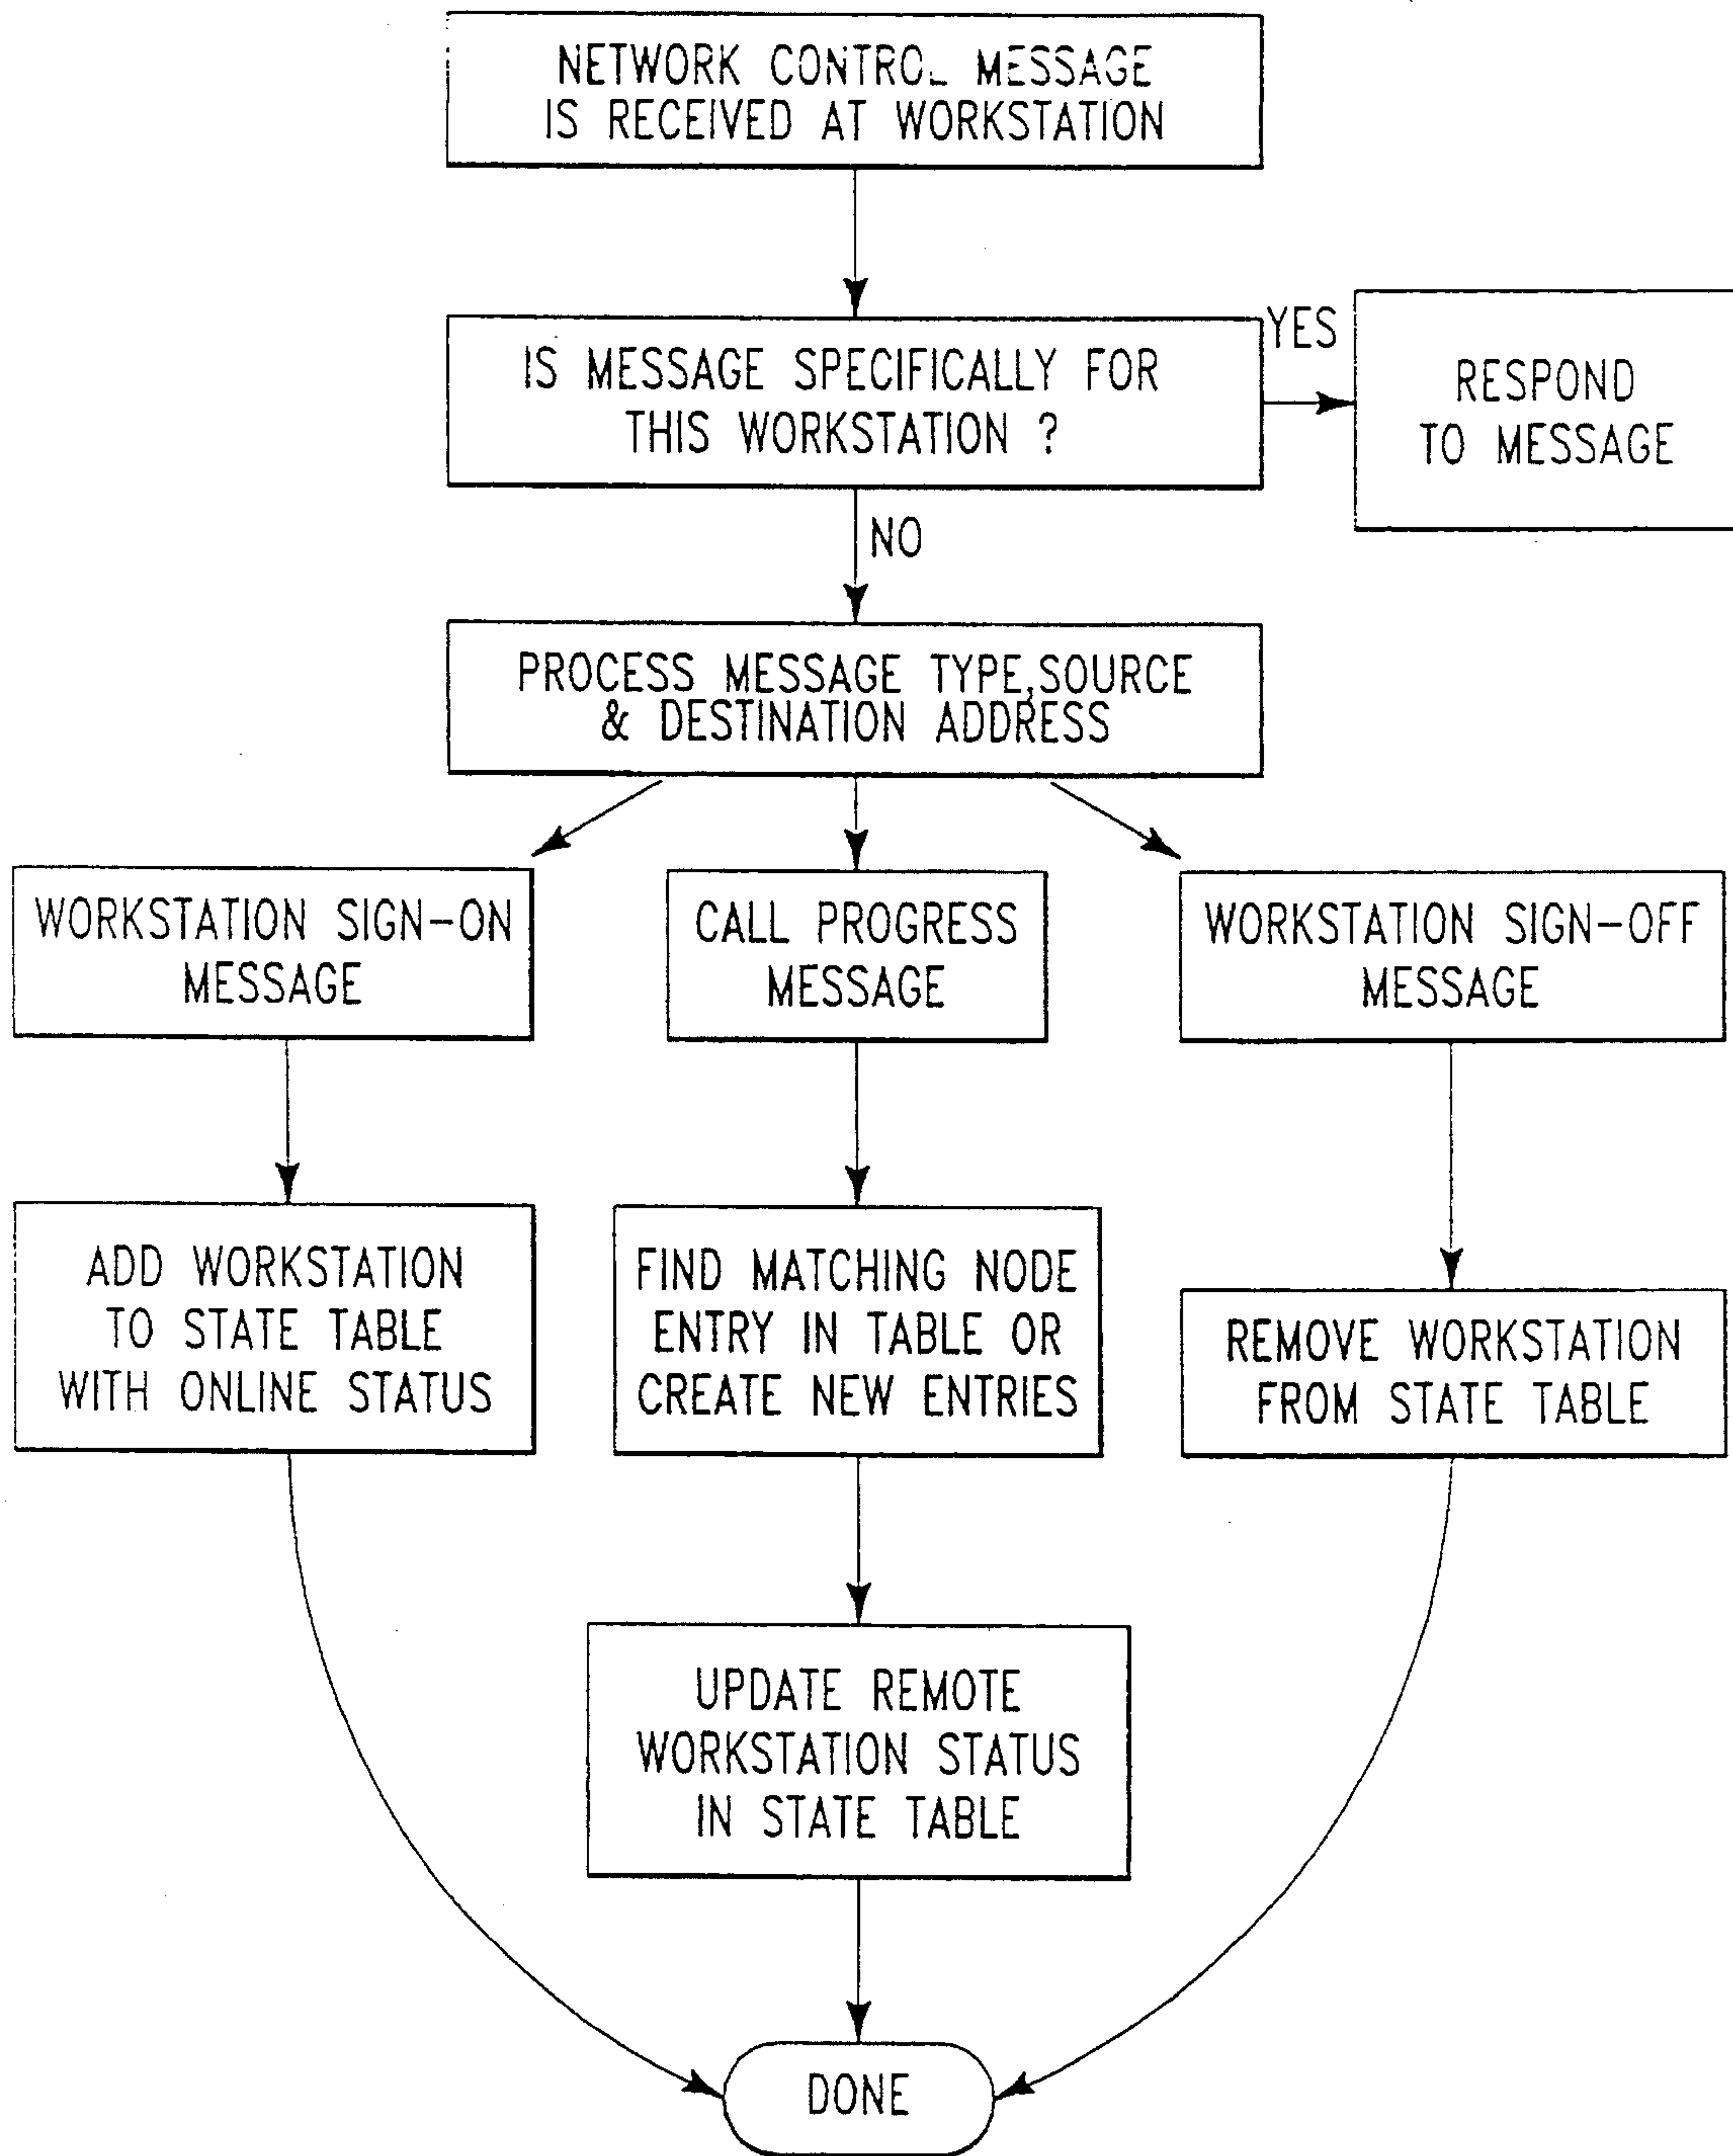 NETWORK CONTROL MESSAGE
IS RECEIVED AT WORKSTATION
IS MESSAGE SPECIFICALLY FOR
THIS WORKSTATION ?
YES
RESPOND
TO MESSAGE
NO
PROCESS MESSAGE TYPE,SOURCE
& DESTINATION ADDRESS
WORKSTATION SIGN-ON
MESSAGE
CALL PROGRESS
MESSAGE
WORKSTATION SIGN-OFF
MESSAGE
ADD WORKSTATION
TO STATE TABLE
WITH ONLINE STATUS
FIND MATCHING NODE
ENTRY IN TABLE OR
CREATE NEW ENTRIES
REMOVE WORKSTATION
FROM STATE TABLE
UPDATE REMOTE
WORKSTATION STATUS
IN STATE TABLE
DONE